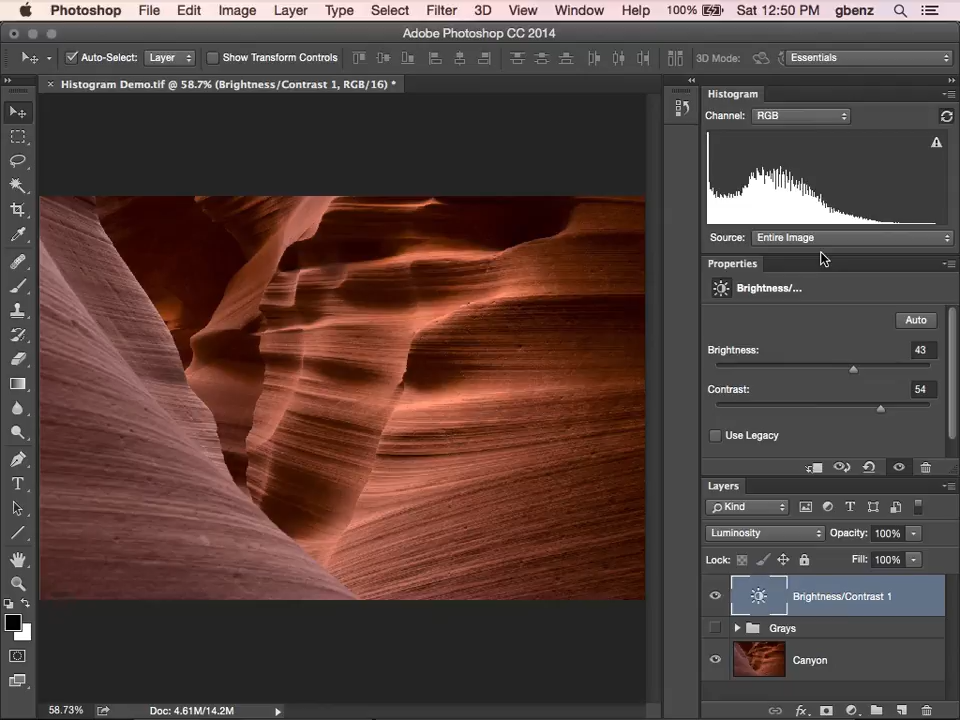 Photoshop File Edit Image Layer Type Select Filter 3D View Window Help 100% Sat 12:50 PM gbenz
Adobe Photoshop CC 2014
Auto-Select: Layer Show Transform Controls 3D Mode: Essentials
Histogram Demo.tif @ 58.7% (Brightness/Contrast 1, RGB/16) *
Histogram
Channel: RGB
Source: Entire Image
Properties
Brightness/...
Auto
Brightness: 43
Contrast: 54
Use Legacy
Layers
Kind
Luminosity Opacity: 100%
Lock: Fill: 100%
Brightness/Contrast 1
Grays
Canyon
58.73% Doc: 4.61M/14.2M